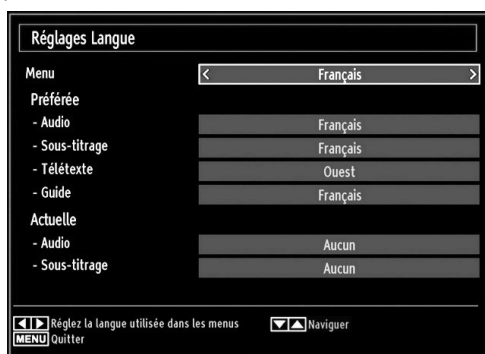 Réglages Langue
Menu < Français >
Préférée
- Audio Français
- Sous-titrage Français
- Télétexte Ouest
- Guide Français
Actuelle
- Audio Aucun
- Sous-titrage Aucun
◀ ▶ Réglez la langue utilisée dans les menus ▼ ▲ Naviguer
MENU Quitter